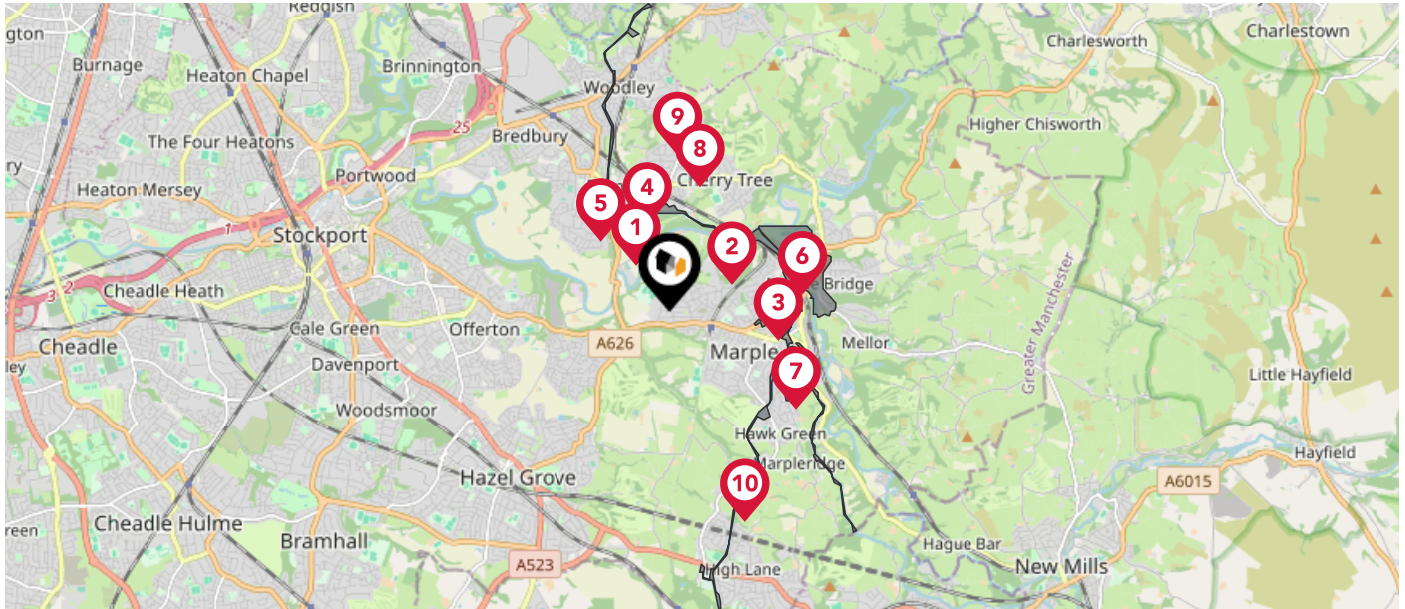 Reddish
gton
Charlestown
Charlesworth
Burnage
Brinnington
Heaton Chapel
Woodley
9
25
Higher Chisworth
Bredbury
The Four Heatons
8
ry
Portwood
Cherry Tree
Heaton Mersey
4
5
1
1
Stockport
2
6
Bridge
Cheadle Heath
3 2
3
Greater Manchester
Cale Green
Offerton
A626
Mellor
Cheadle
Marple
ley
Davenport
7
Little Hayfield
Woodsmoor
Hawk Green
Hayfield
Marpleridge
Hazel Grove
A6015
10
Cheadle Hulme
reen
Bramhall
Hague Bar
A523
High Lane
New Mills